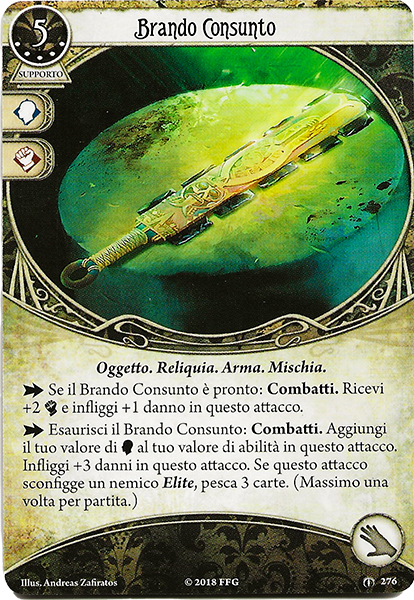 Brando Consunto
5
SUPPORTO
Oggetto. Reliquia. Arma. Mischia.
Se il Brando Consunto è pronto: Combatti. Ricevi
+2 e infliggi +1 danno in questo attacco.
Esaurisci il Brando Consunto: Combatti. Aggiungi
il tuo valore di al tuo valore di abilità in questo attacco.
Infliggi +3 danni in questo attacco. Se questo attacco
sconfigge un nemico Elite, pesca 3 carte. (Massimo una
volta per partita.)
Illus. Andreas Zafiratos
© 2018 FFG
276